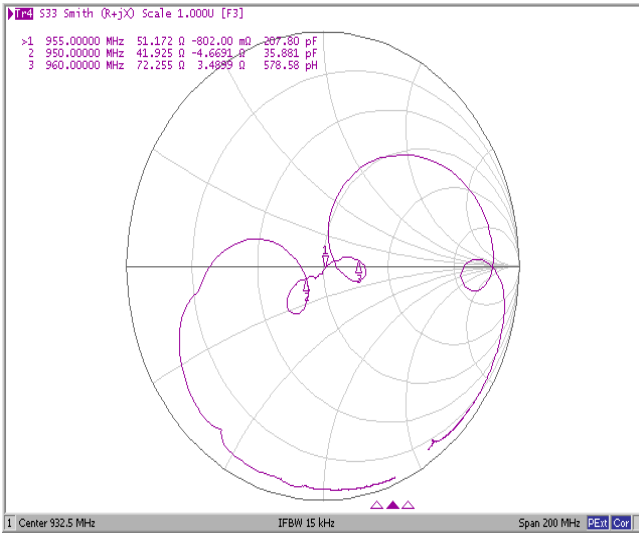 Tr4 S33 Smith (R+jX) Scale 1.000U [F3]
>1 955.00000 MHz 51.172 Ω -802.00 mΩ 207.80 pF
2 950.00000 MHz 41.925 Ω -4.6691 Ω 35.881 pF
3 960.00000 MHz 72.255 Ω 3.4899 Ω 578.58 pH
1
2
3
1 Center 932.5 MHz IFBW 15 kHz Span 200 MHz PExt Cor